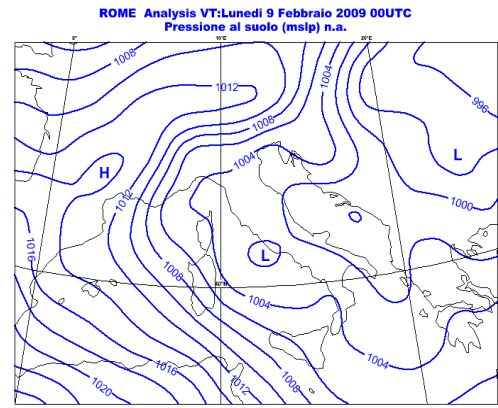 ROME Analysis VT:Lunedi 9 Febbraio 2009 00UTC
Pressione al suolo (mslp) n.a.
0° 20°E
1008 1004
1012 996
1008
1004 L
H
1012 1000
1016
L
1008 40°N
1004
1004
1016
1020 1012 1008
10°E